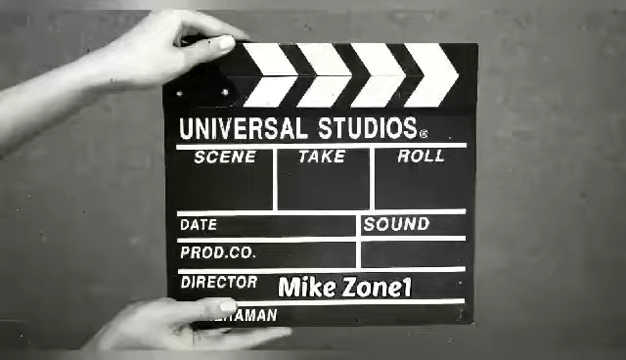 UNIVERSAL STUDIOS®
SCENE TAKE ROLL
DATE SOUND
PROD.CO.
DIRECTOR Mike Zone1